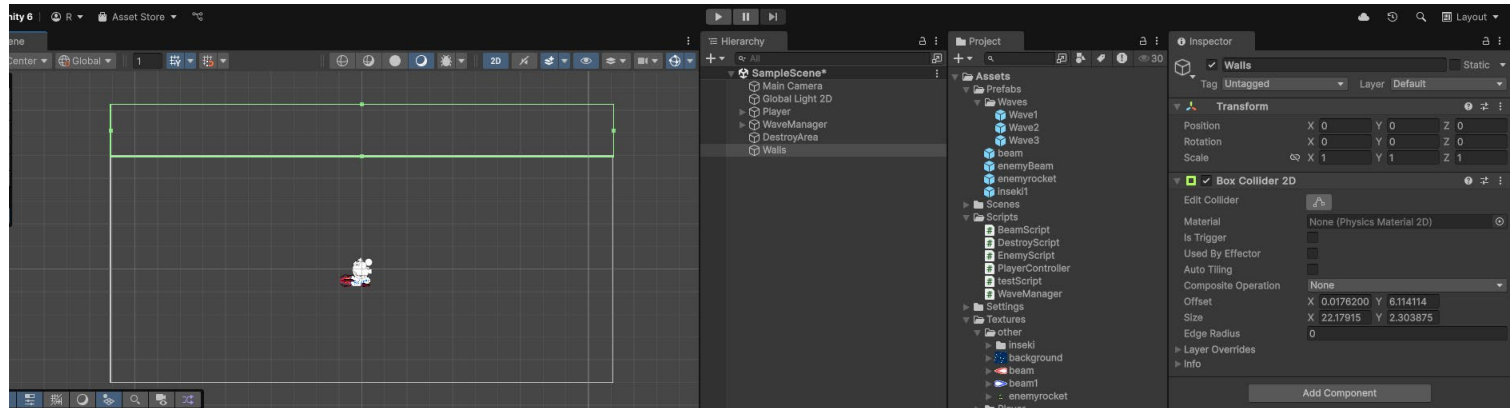 nity 6 R Asset Store Layout
ene
Center Global 1 2D
Hierarchy
All
SampleScene*
Main Camera
Global Light 2D
Player
WaveManager
DestroyArea
Walls
Project
30
Assets
Prefabs
Waves
Wave1
Wave2
Wave3
beam
enemyBeam
enemyrocket
inseki1
Scenes
Scripts
BeamScript
DestroyScript
EnemyScript
PlayerController
testScript
WaveManager
Settings
Textures
other
inseki
background
beam
beam1
enemyrocket
Inspector
Walls Static
Tag Untagged Layer Default
Transform
Position X 0 Y 0 Z 0
Rotation X 0 Y 0 Z 0
Scale X 1 Y 1 Z 1
Box Collider 2D
Edit Collider
Material None (Physics Material 2D)
Is Trigger
Used By Effector
Auto Tiling
Composite Operation None
Offset X 0.0176200 Y 6.114114
Size X 22.17915 Y 2.303875
Edge Radius 0
Layer Overrides
Info
Add Component